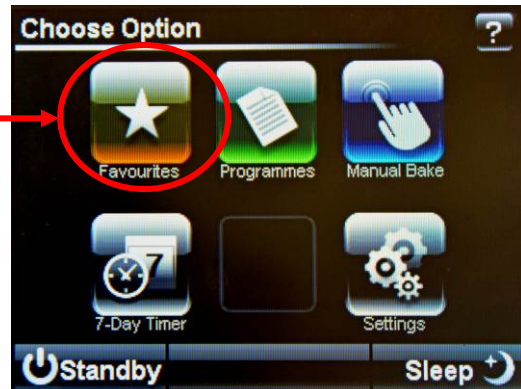 Choose Option
?
Favourites Programmes Manual Bake
7
7-Day Timer Settings
Standby Sleep